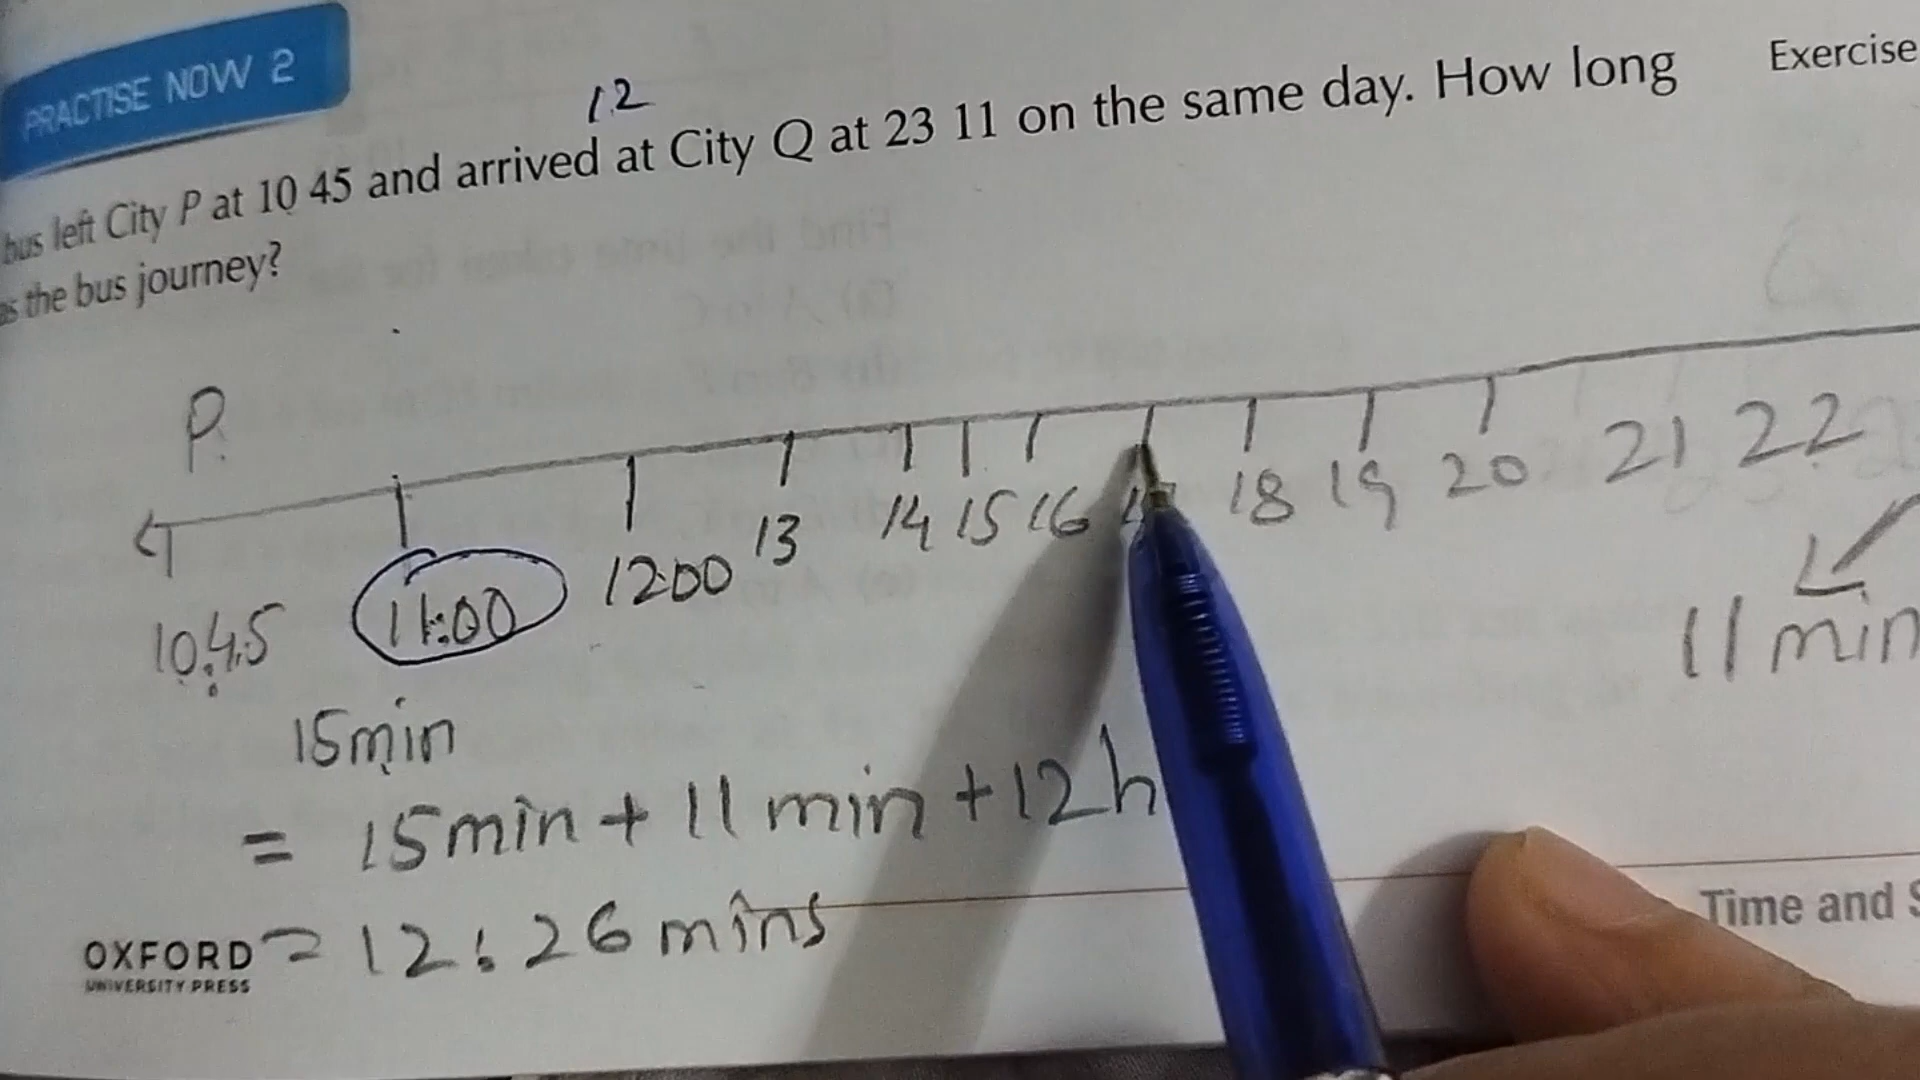 PRACTISE NOW 2
Exercise
12
bus left City P at 10 45 and arrived at City Q at 23 11 on the same day. How long
the bus journey?
P.
13 14 15 16 18 19 20 21 22
10.45 11:00 12:00
11 min
15min
= 15min + 11 min + 12h
= 12 : 26 mins
OXFORD
UNIVERSITY PRESS
Time and